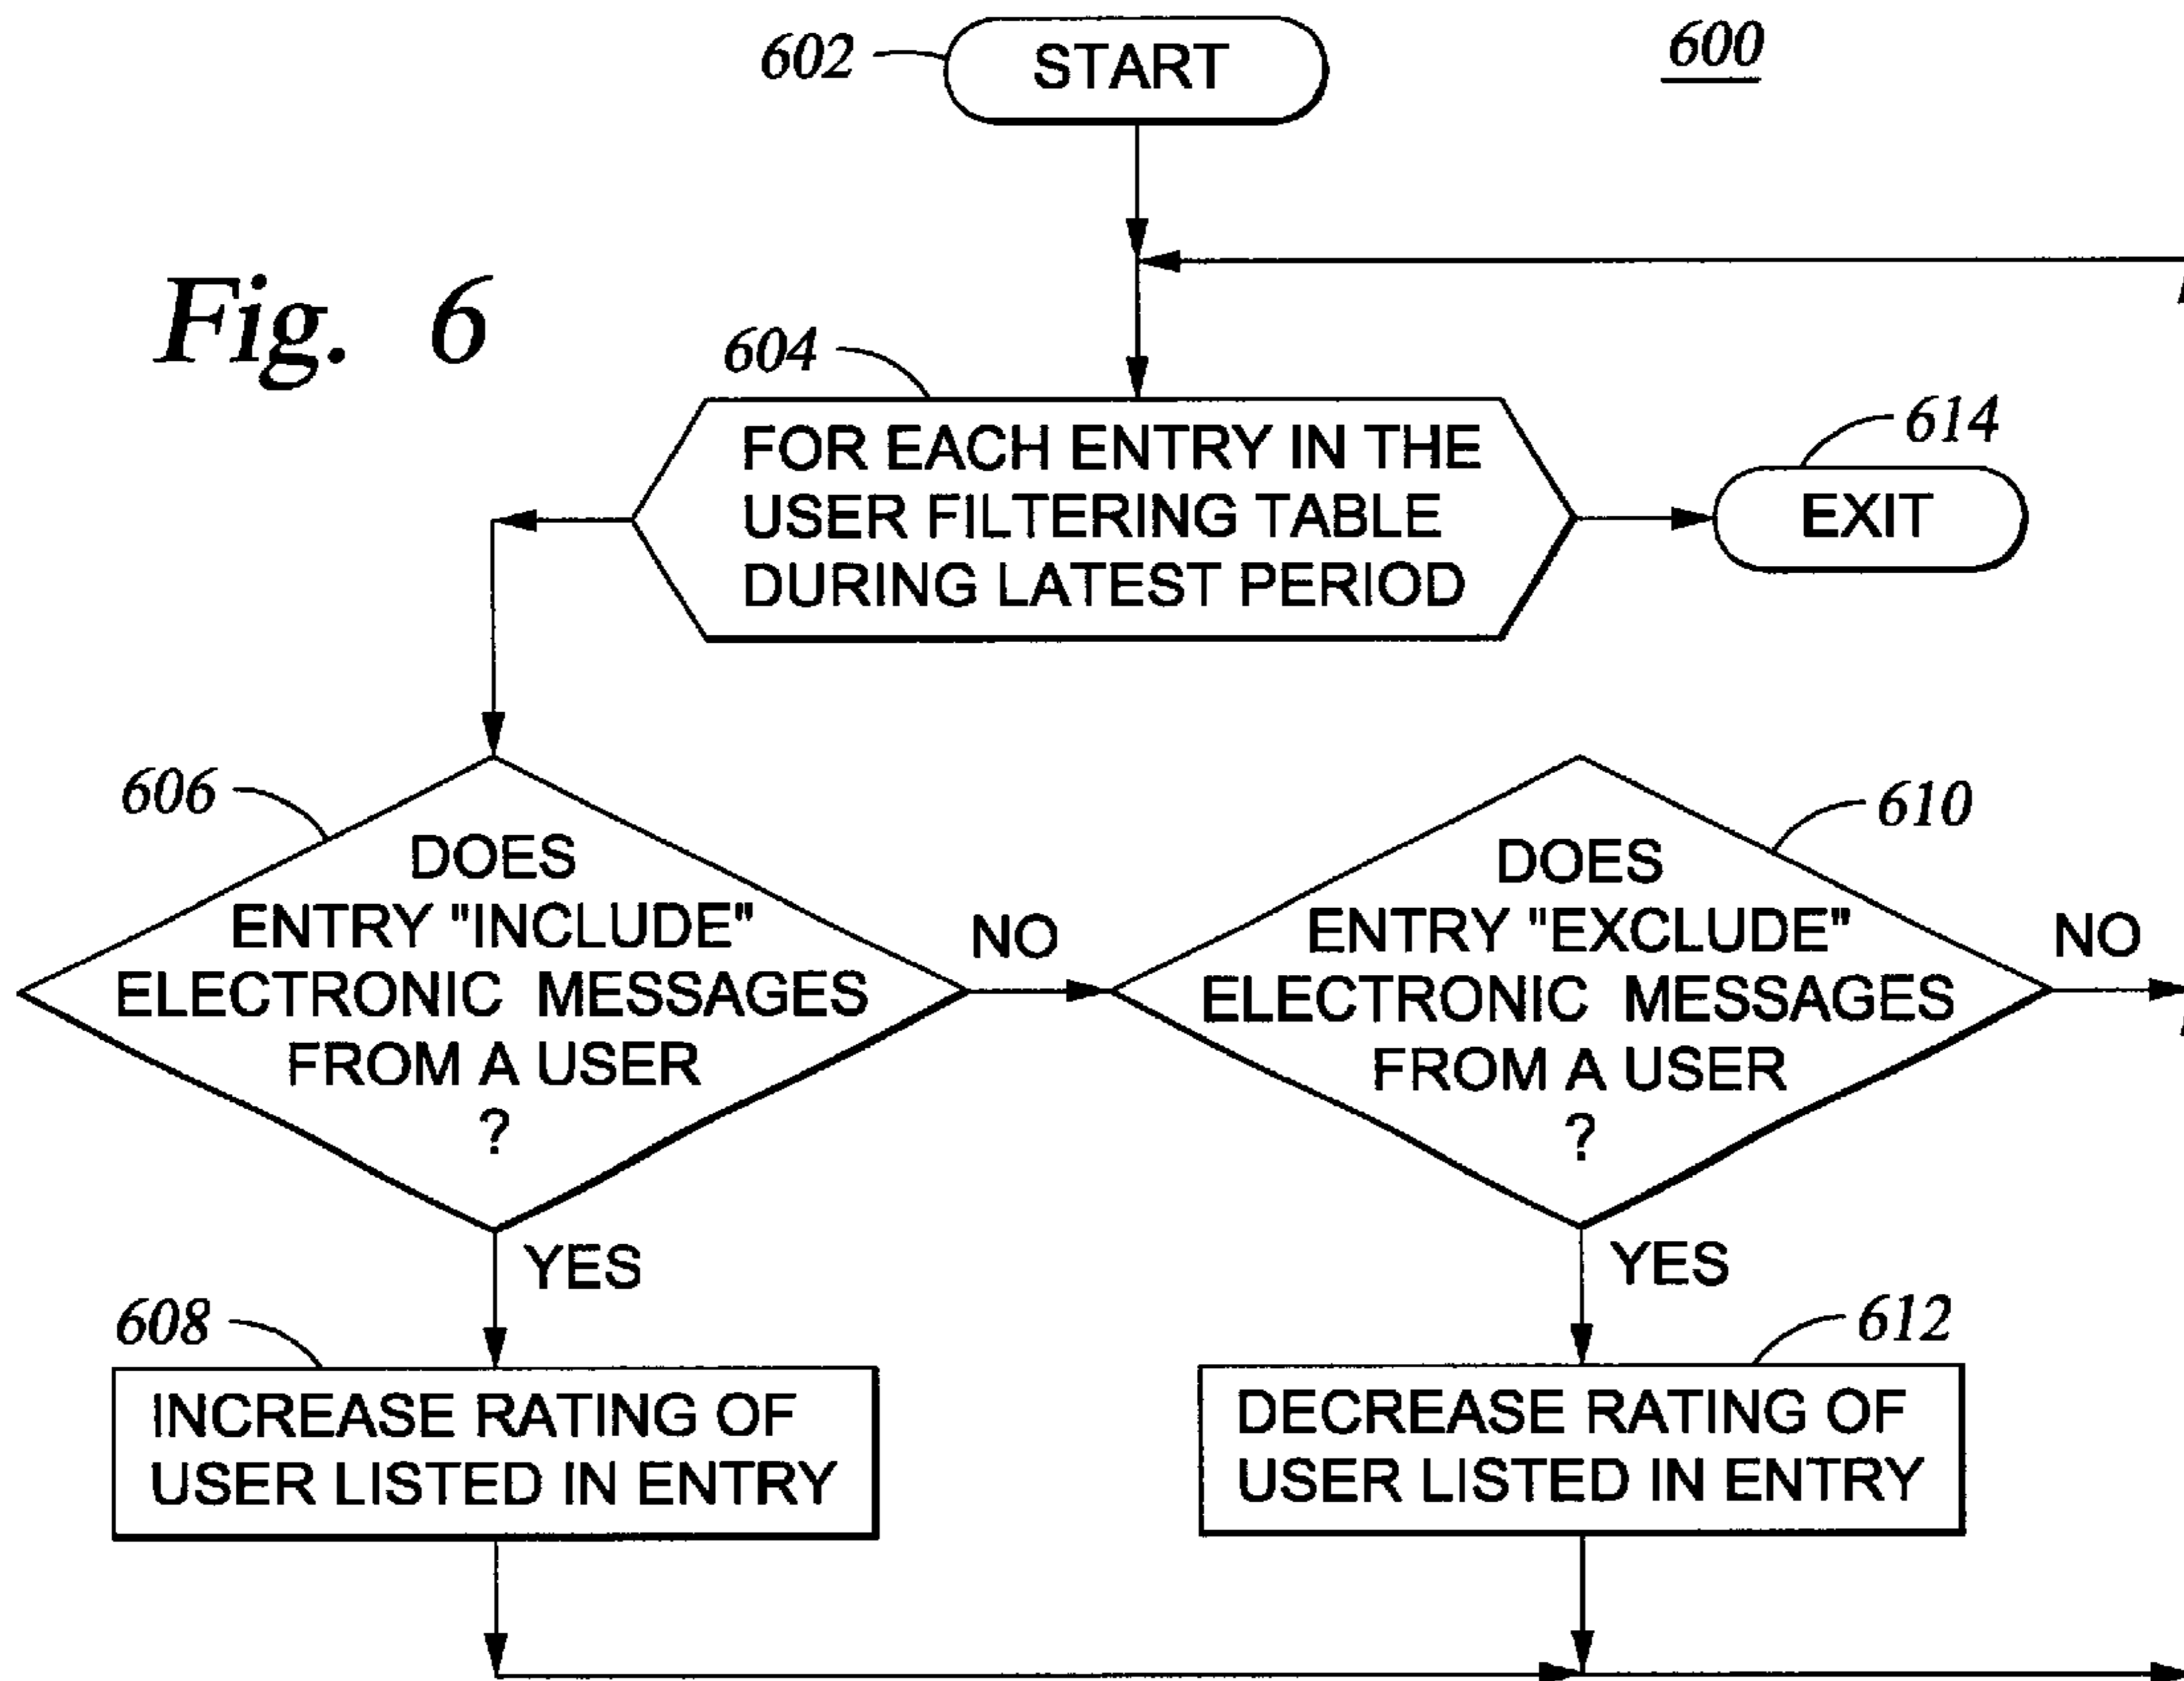 602
START
600
Fig. 6
604
FOR EACH ENTRY IN THE
USER FILTERING TABLE
DURING LATEST PERIOD
614
EXIT
606
DOES
ENTRY "INCLUDE"
ELECTRONIC MESSAGES
FROM A USER
?
NO
610
DOES
ENTRY "EXCLUDE"
ELECTRONIC MESSAGES
FROM A USER
?
NO
YES
YES
608
INCREASE RATING OF
USER LISTED IN ENTRY
612
DECREASE RATING OF
USER LISTED IN ENTRY